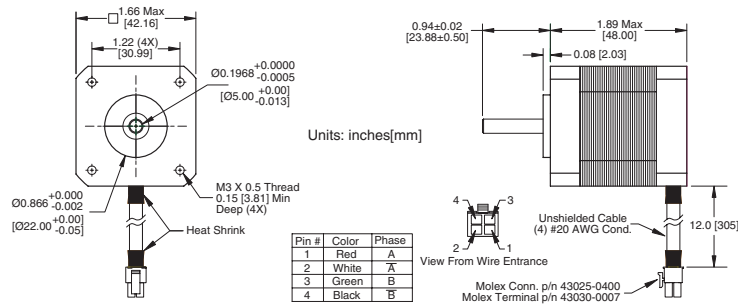 □1.66 Max
[42.16]
1.22 (4X)
[30.99]
Ø0.1968 +0.0000 -0.0005
[Ø5.00 +0.00] -0.013]
Units: inches[mm]
Ø0.866 +0.000 -0.002
[Ø22.00 +0.00] -0.05]
M3 X 0.5 Thread
0.15 [3.81] Min
Deep (4X)
Heat Shrink
Pin # Color Phase
1 Red A
2 White A̅
3 Green B
4 Black B̅
0.94±0.02
[23.88±0.50]
1.89 Max
[48.00]
0.08 [2.03]
4 3
2 1
View From Wire Entrance
Unshielded Cable
(4) #20 AWG Cond.
12.0 [305]
Molex Conn. p/n 43025-0400
Molex Terminal p/n 43030-0007